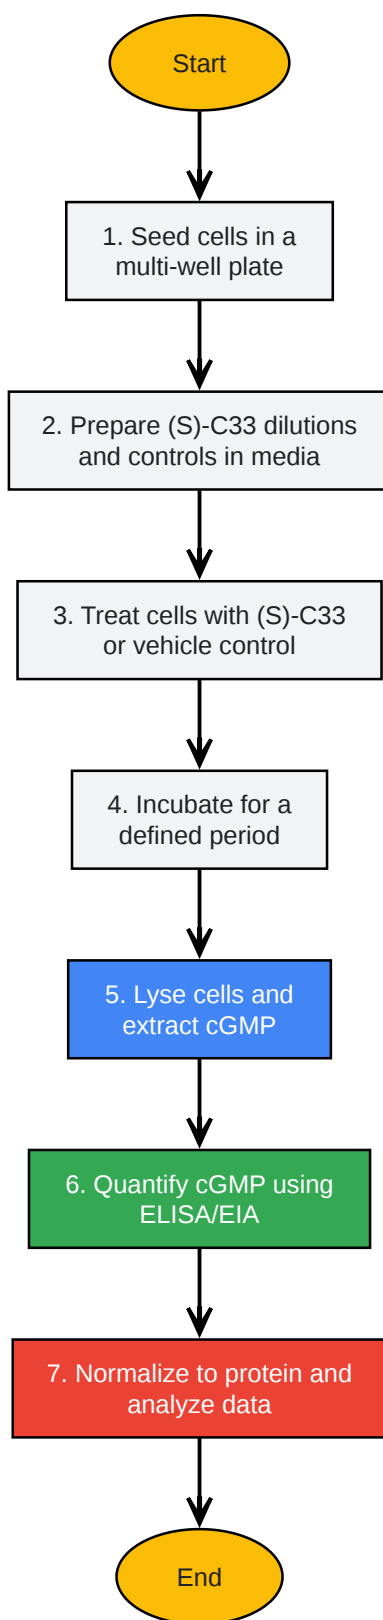 Start
1. Seed cells in a
multi-well plate
2. Prepare (S)-C33 dilutions
and controls in media
3. Treat cells with (S)-C33
or vehicle control
4. Incubate for a
defined period
5. Lyse cells and
extract cGMP
6. Quantify cGMP using
ELISA/EIA
7. Normalize to protein and
analyze data
End